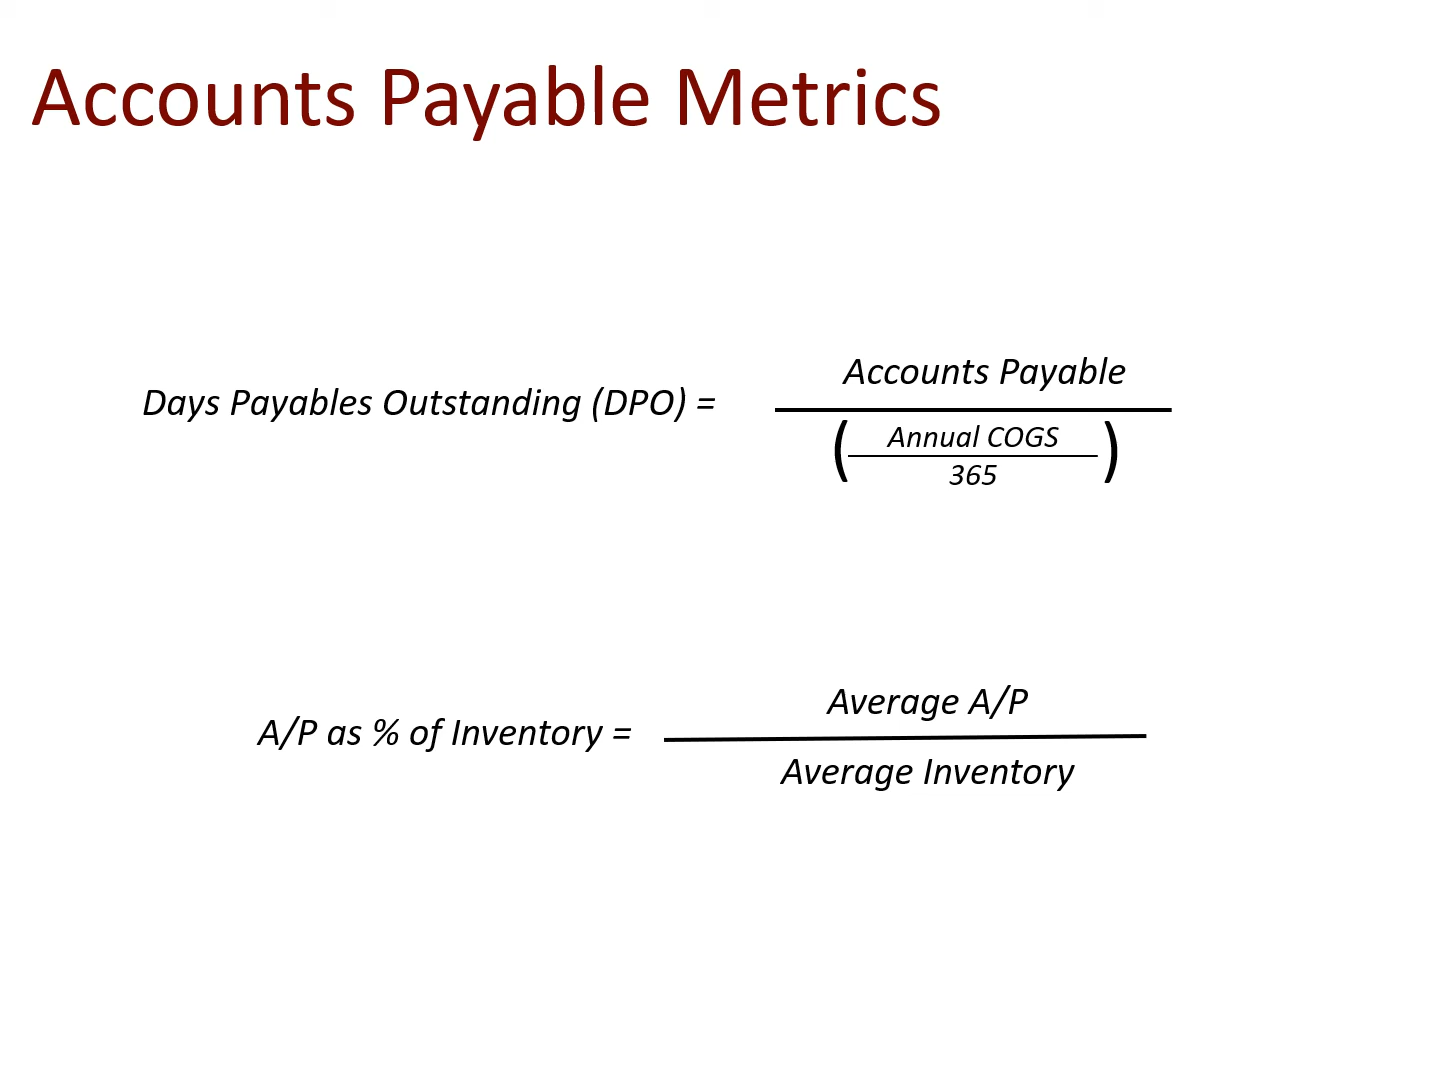 Accounts Payable Metrics
Days Payables Outstanding (DPO) =
Accounts Payable
( Annual COGS )
365
A/P as % of Inventory =
Average A/P
Average Inventory